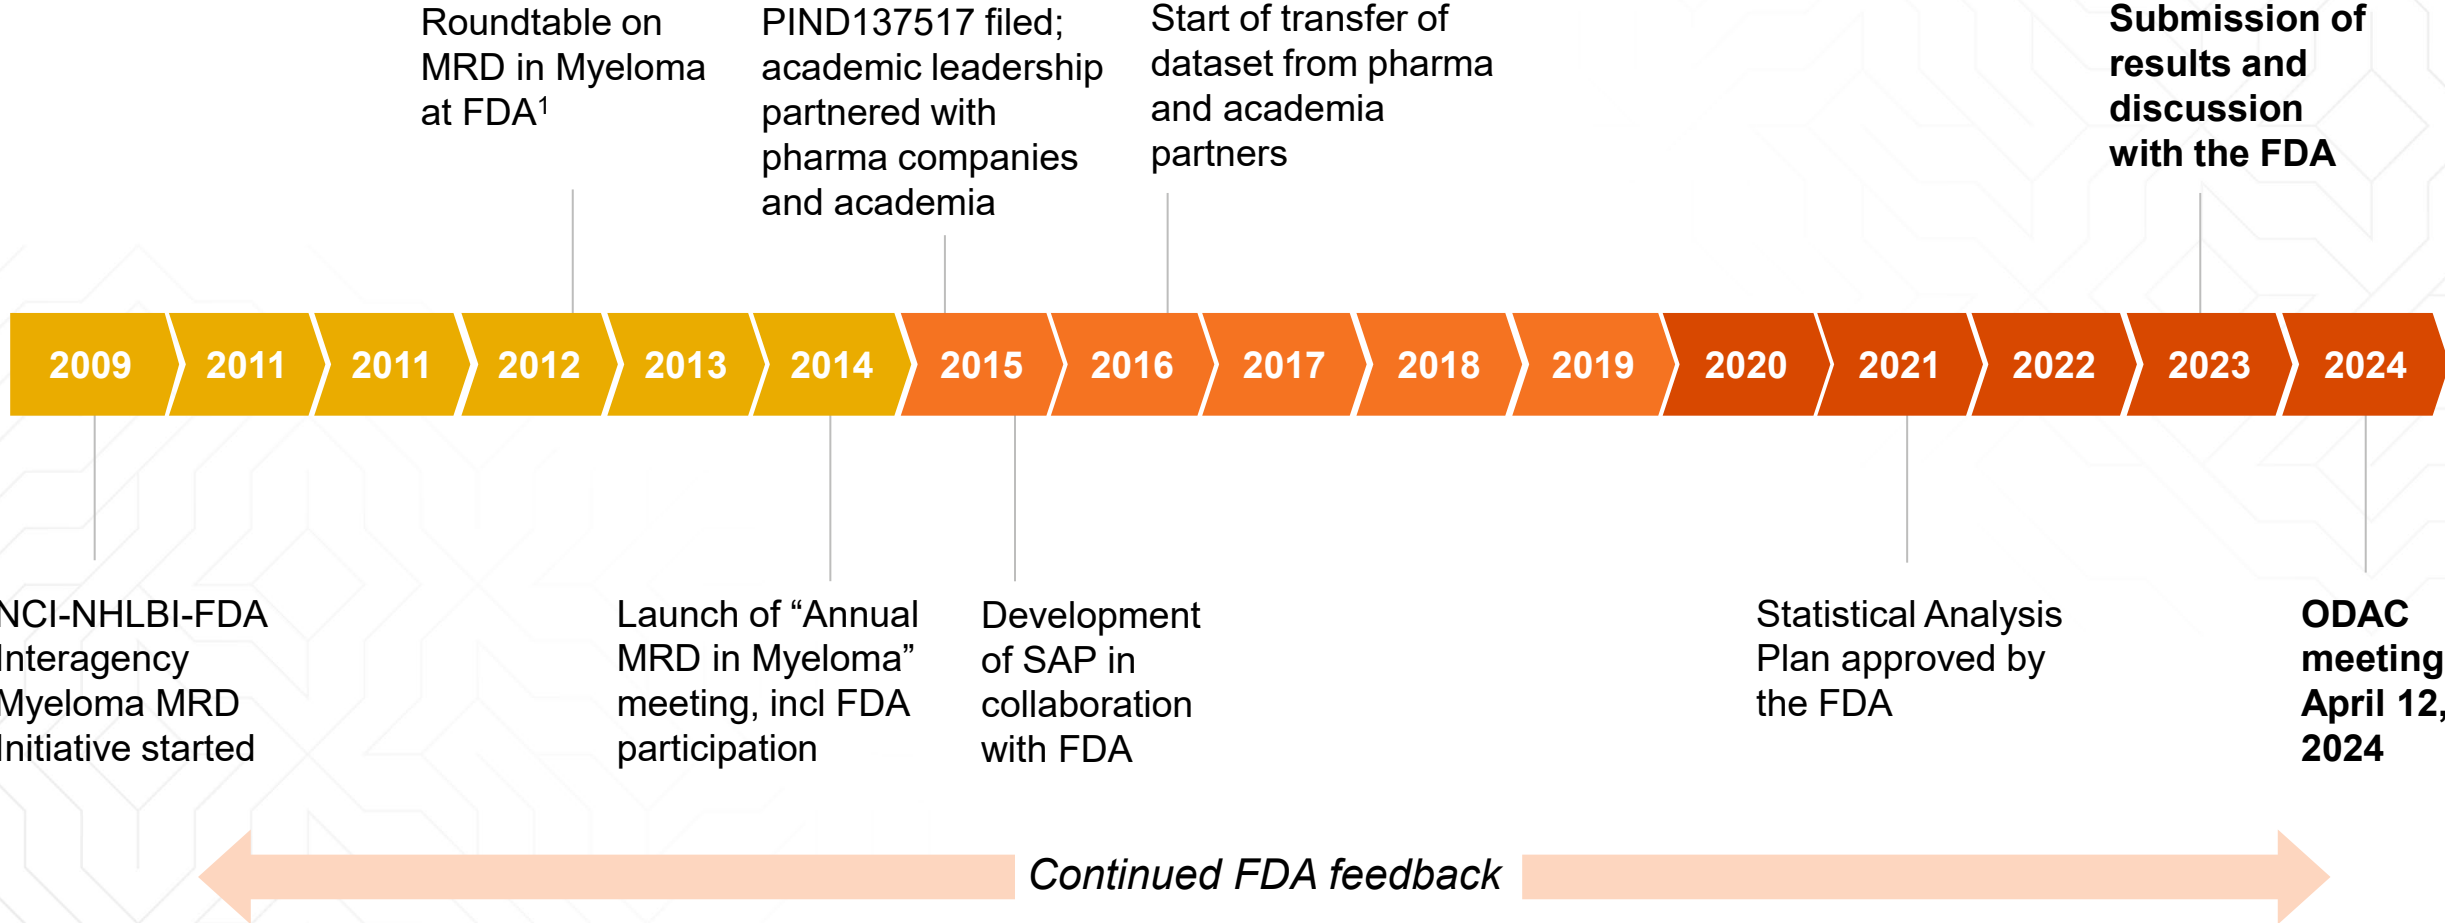 Roundtable on
MRD in Myeloma
at FDA¹
PIND137517 filed;
academic leadership
partnered with
pharma companies
and academia
Start of transfer of
dataset from pharma
and academia
partners
Submission of
results and
discussion
with the FDA
2009
2011
2011
2012
2013
2014
2015
2016
2017
2018
2019
2020
2021
2022
2023
2024
NCI-NHLBI-FDA
Interagency
Myeloma MRD
Initiative started
Launch of “Annual
MRD in Myeloma”
meeting, incl FDA
participation
Development
of SAP in
collaboration
with FDA
Statistical Analysis
Plan approved by
the FDA
ODAC
meeting
April 12,
2024
Continued FDA feedback